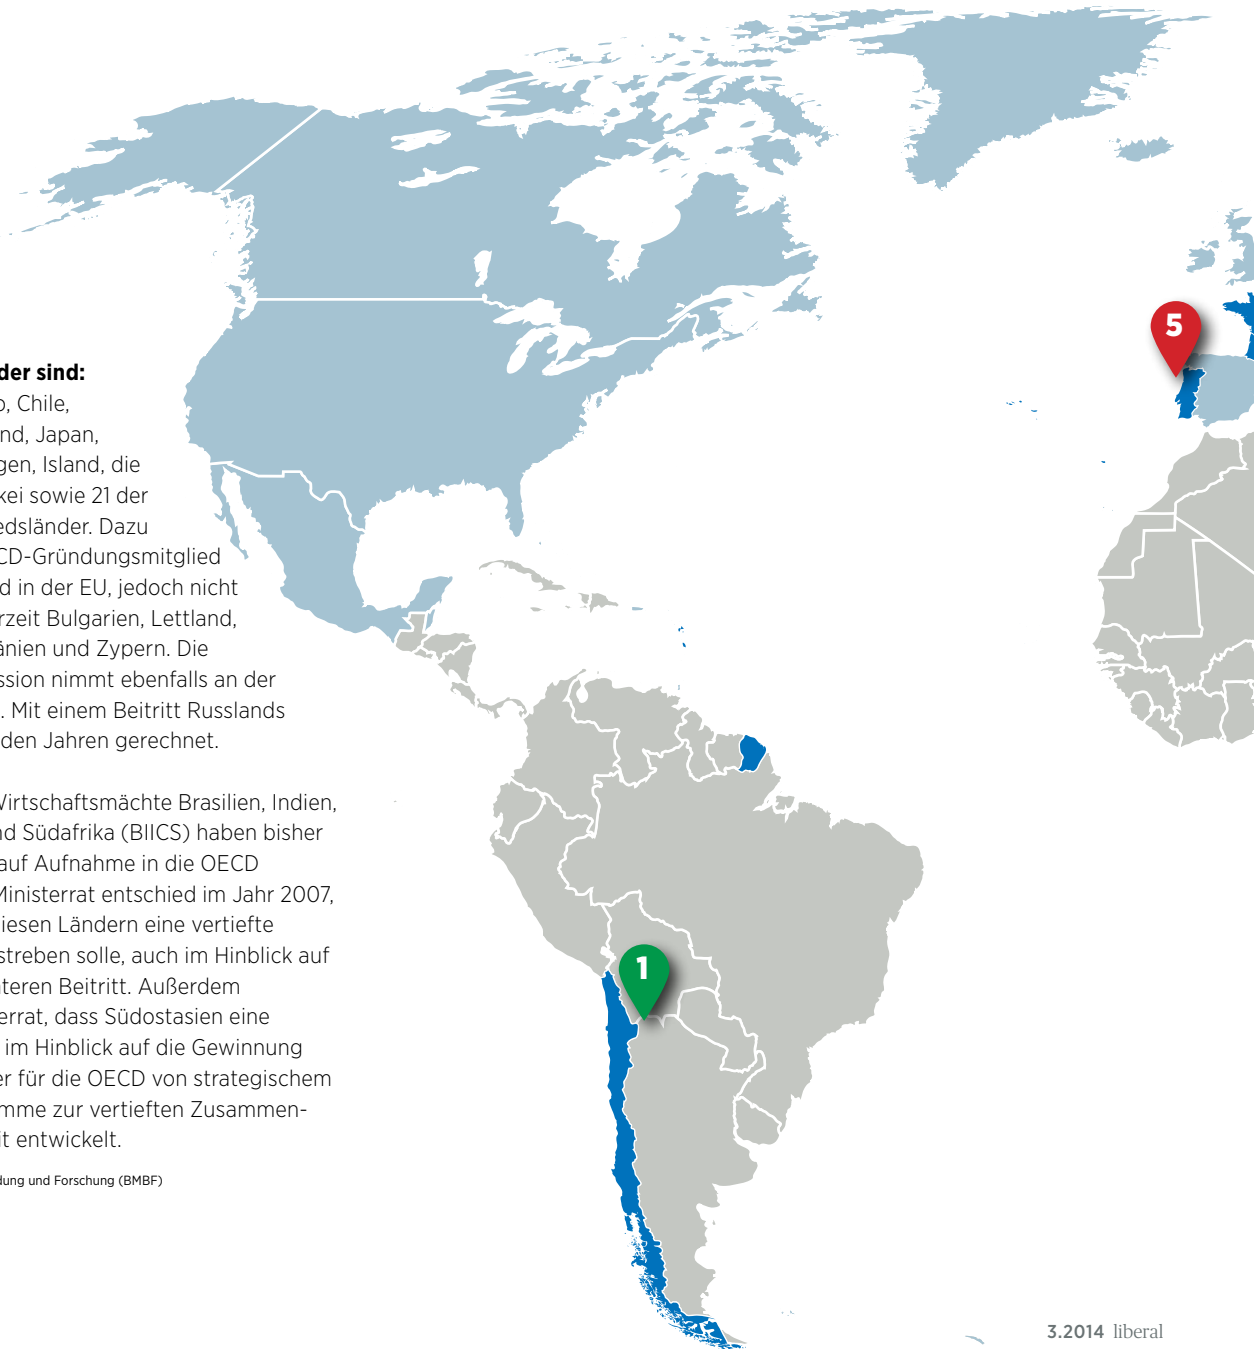 der sind:
o, Chile,
nd, Japan,
gen, Island, die
kei sowie 21 der
edsländer. Dazu
CD-Gründungsmitglied
d in der EU, jedoch nicht
rzeit Bulgarien, Lettland,
änien und Zypern. Die
ssion nimmt ebenfalls an der
. Mit einem Beitritt Russlands
den Jahren gerechnet.
Wirtschaftsmächte Brasilien, Indien,
nd Südafrika (BIICS) haben bisher
auf Aufnahme in die OECD
Ministerrat entschied im Jahr 2007,
diesen Ländern eine vertiefte
streben solle, auch im Hinblick auf
äteren Beitritt. Außerdem
errat, dass Südostasien eine
im Hinblick auf die Gewinnung
er für die OECD von strategischem
mme zur vertieften Zusammen-
it entwickelt.
dung und Forschung (BMBF)
5
1
3.2014 liberal